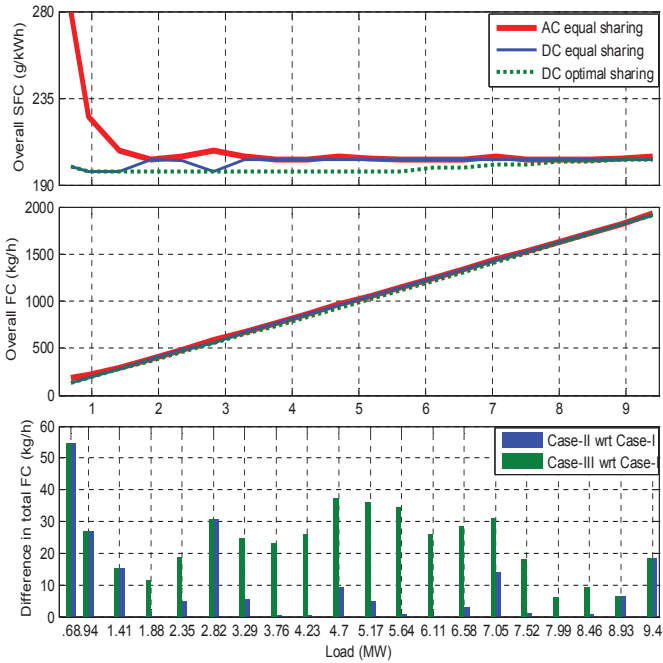 280
235
190
Overall SFC (g/kWh)
AC equal sharing
DC equal sharing
DC optimal sharing
2000
1500
1000
500
0
Overall FC (kg/h)
1 2 3 4 5 6 7 8 9
60
50
40
30
20
10
0
Difference in total FC (kg/h)
Case-II wrt Case-I
Case-III wrt Case-I
.68 .94 1.41 1.88 2.35 2.82 3.29 3.76 4.23 4.7 5.17 5.64 6.11 6.58 7.05 7.52 7.99 8.46 8.93 9.4
Load (MW)